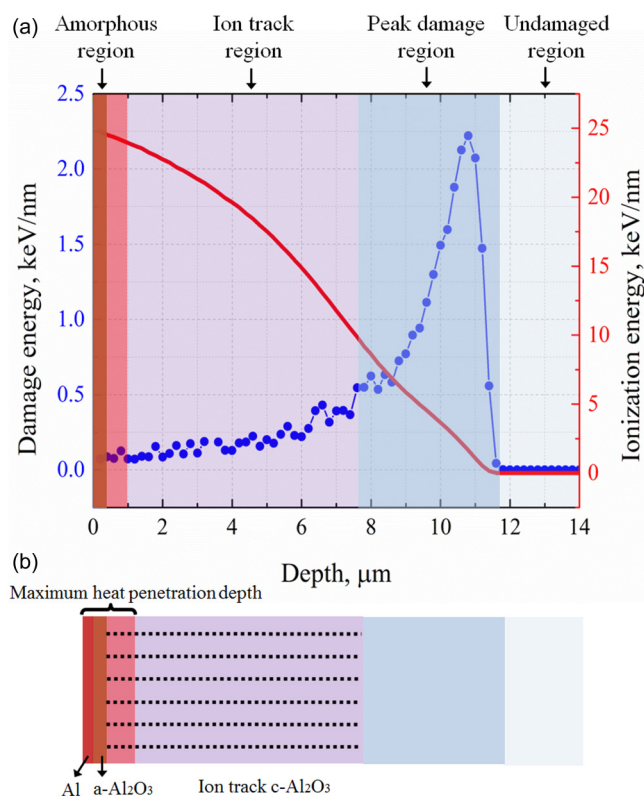 (a)
Amorphous region
Ion track region
Peak damage region
Undamaged region
2.5
2.0
1.5
1.0
0.5
0.0
Damage energy, keV/nm
25
20
15
10
5
0
Ionization energy, keV/nm
0 2 4 6 8 10 12 14
Depth, μm
(b)
Maximum heat penetration depth
Al
a-Al₂O₃
Ion track c-Al₂O₃